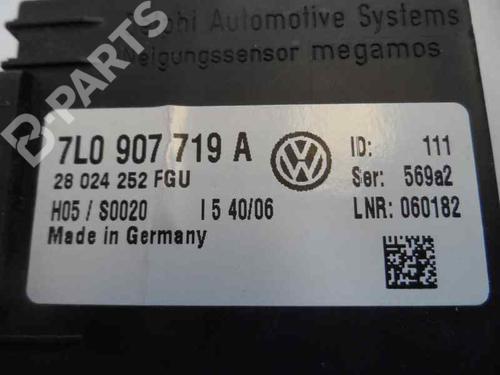 Automotive Systems
Neigungssensor megamos
B-PARTS
7L0 907 719 A
28 024 252 FGU
H05 / S0020 I 5 40/06
Made in Germany
VW
ID: 111
Ser: 569a2
LNR: 060182